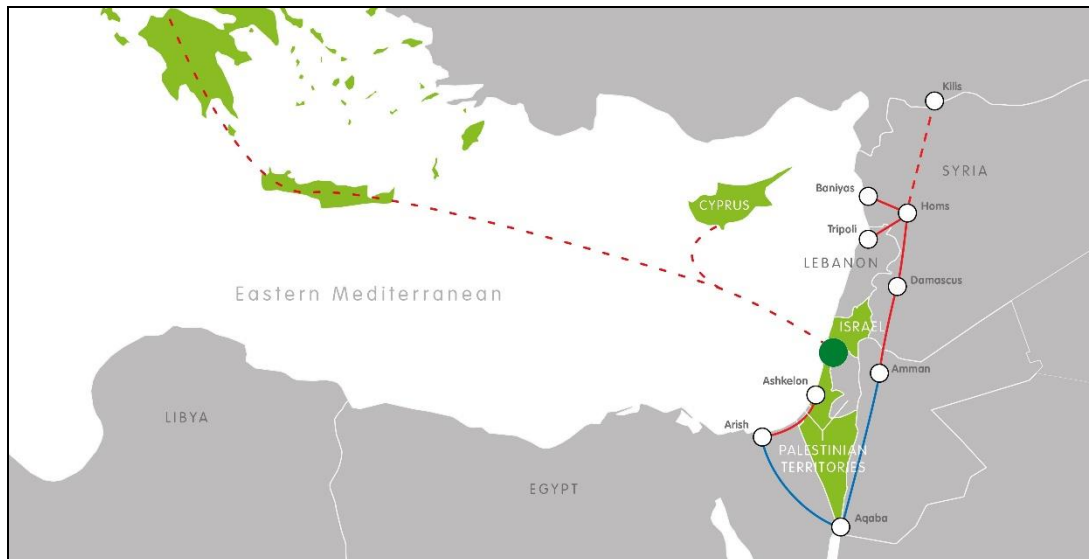 Kilis
SYRIA
Baniyas
CYPRUS
Homs
Tripoli
LEBANON
Damascus
Eastern Mediterranean
ISRAEL
Amman
Ashkelon
LIBYA
Arish
PALESTINIAN
TERRITORIES
EGYPT
Aqaba